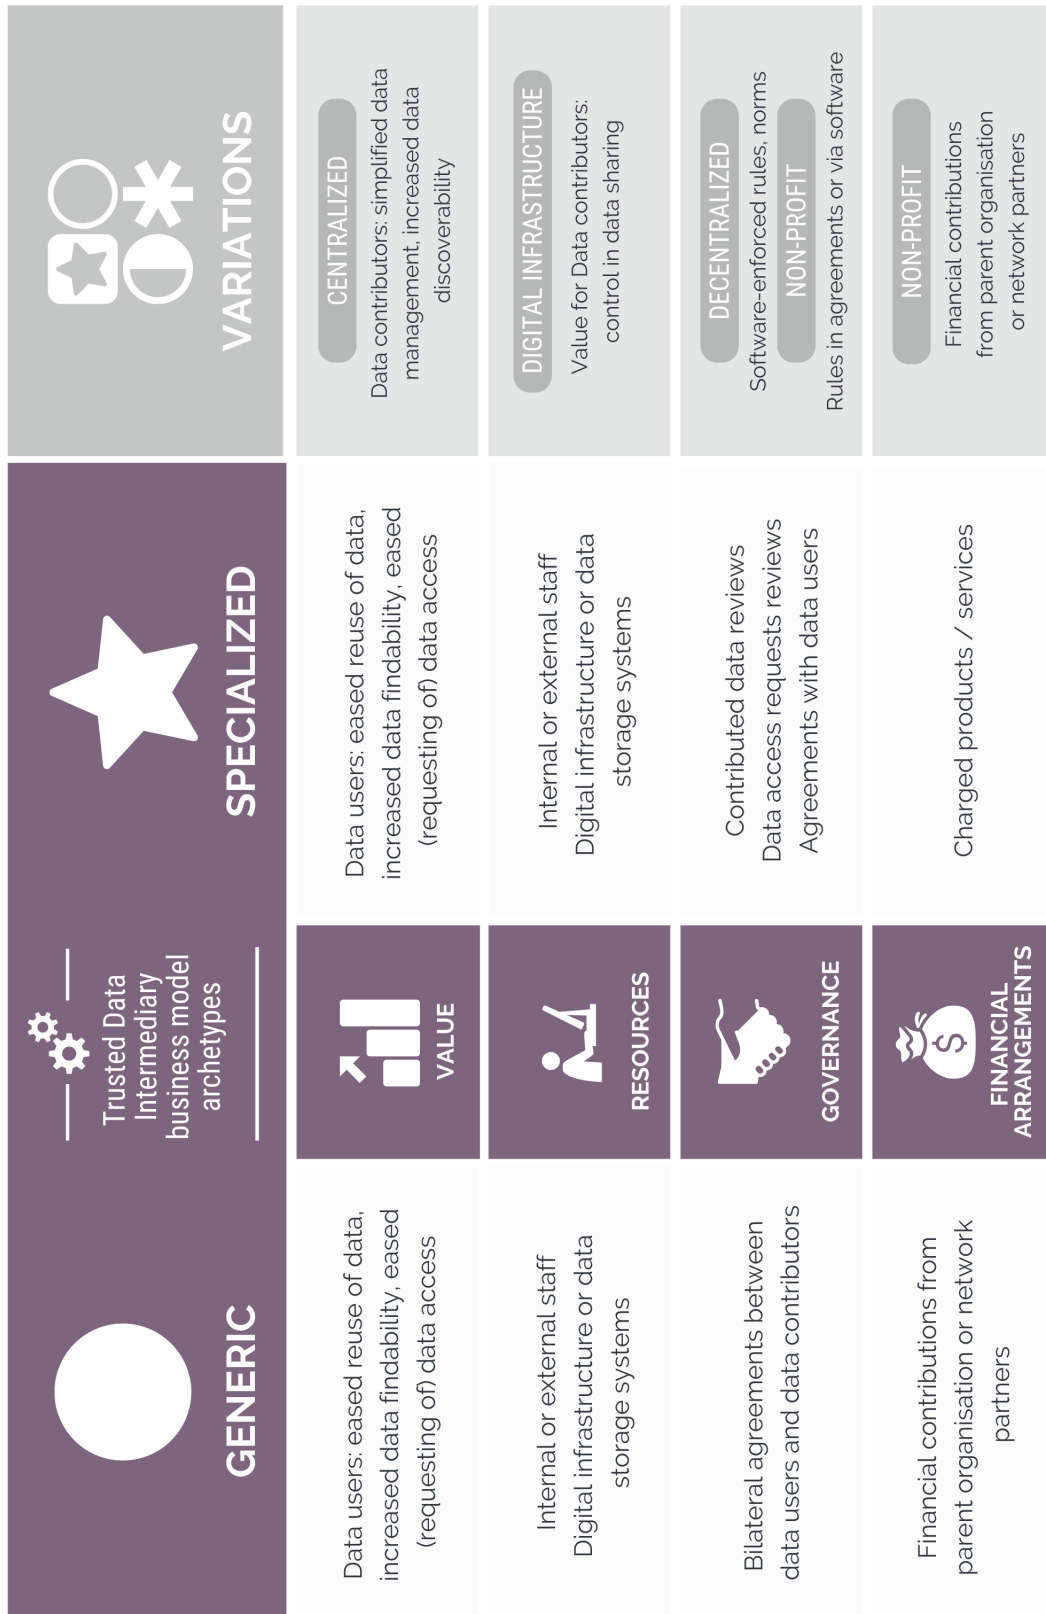 GENERIC
Trusted Data
Intermediary
business model
archetypes
SPECIALIZED
VARIATIONS
Data users: eased reuse of data,
increased data findability, eased
(requesting of) data access
VALUE
Data users: eased reuse of data,
increased data findability, eased
(requesting of) data access
CENTRALIZED
Data contributors: simplified data
management, increased data
discoverability
Internal or external staff
Digital infrastructure or data
storage systems
RESOURCES
Internal or external staff
Digital infrastructure or data
storage systems
DIGITAL INFRASTRUCTURE
Value for Data contributors:
control in data sharing
Bilateral agreements between
data users and data contributors
GOVERNANCE
Contributed data reviews
Data access requests reviews
Agreements with data users
DECENTRALIZED
Software-enforced rules, norms
NON-PROFIT
Rules in agreements or via software
Financial contributions from
parent organisation or network
partners
$
FINANCIAL
ARRANGEMENTS
Charged products / services
NON-PROFIT
Financial contributions
from parent organisation
or network partners